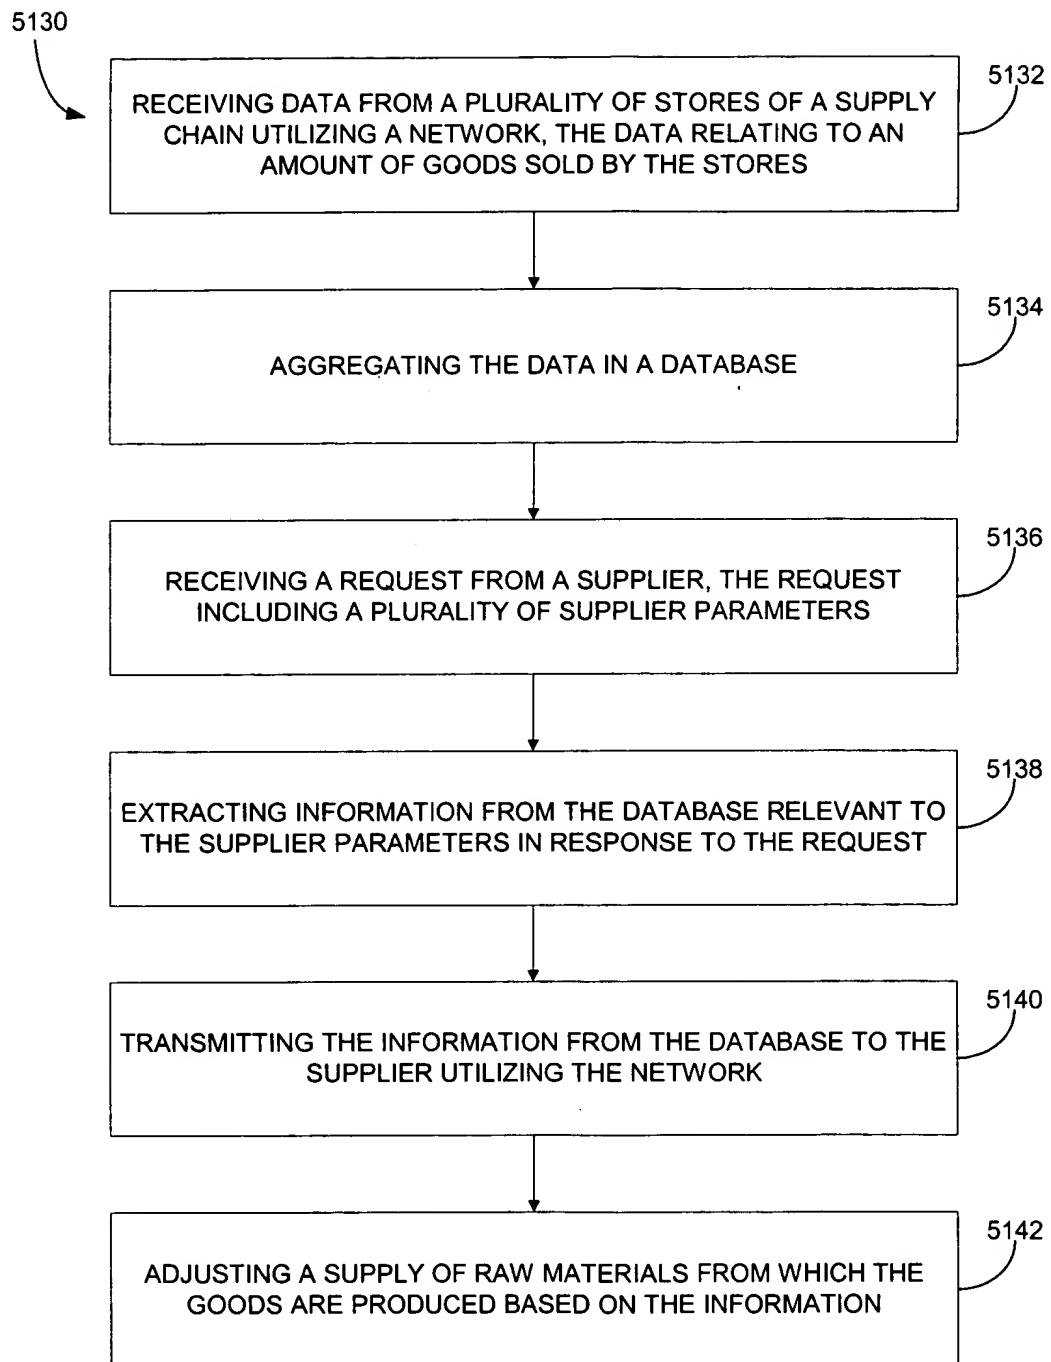 5130
5132
RECEIVING DATA FROM A PLURALITY OF STORES OF A SUPPLY
CHAIN UTILIZING A NETWORK, THE DATA RELATING TO AN
AMOUNT OF GOODS SOLD BY THE STORES
5134
AGGREGATING THE DATA IN A DATABASE
5136
RECEIVING A REQUEST FROM A SUPPLIER, THE REQUEST
INCLUDING A PLURALITY OF SUPPLIER PARAMETERS
5138
EXTRACTING INFORMATION FROM THE DATABASE RELEVANT TO
THE SUPPLIER PARAMETERS IN RESPONSE TO THE REQUEST
5140
TRANSMITTING THE INFORMATION FROM THE DATABASE TO THE
SUPPLIER UTILIZING THE NETWORK
5142
ADJUSTING A SUPPLY OF RAW MATERIALS FROM WHICH THE
GOODS ARE PRODUCED BASED ON THE INFORMATION